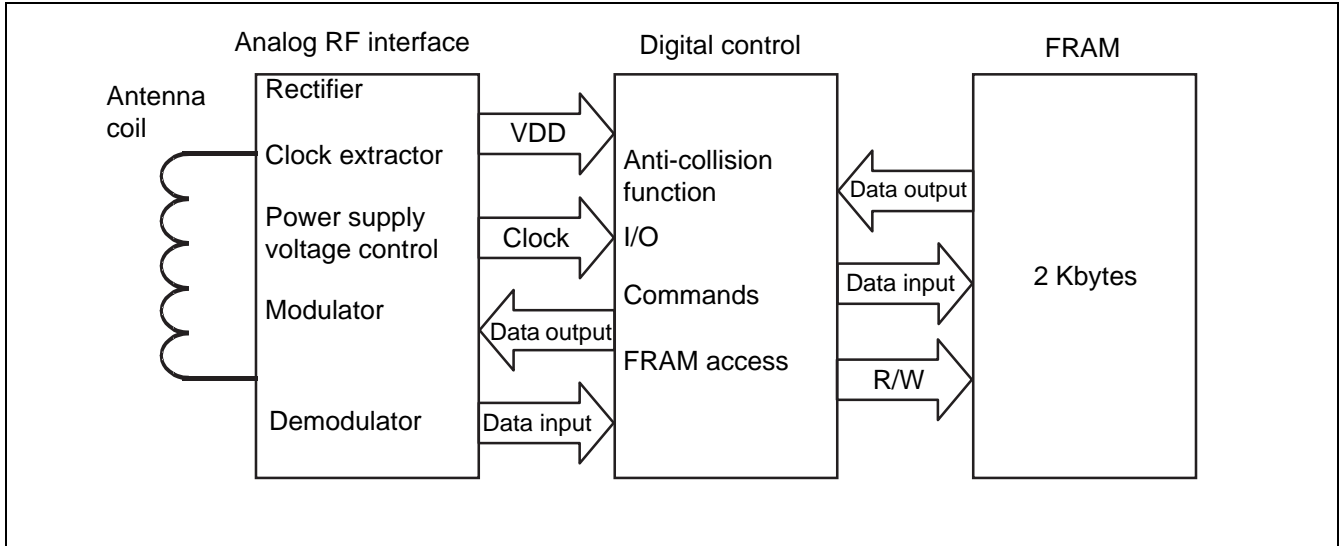 Analog RF interface
Digital control
FRAM
Antenna
coil
Rectifier
Clock extractor
Power supply
voltage control
Modulator
Demodulator
VDD
Clock
Data output
Data input
Anti-collision
function
I/O
Commands
FRAM access
Data output
Data input
R/W
2 Kbytes